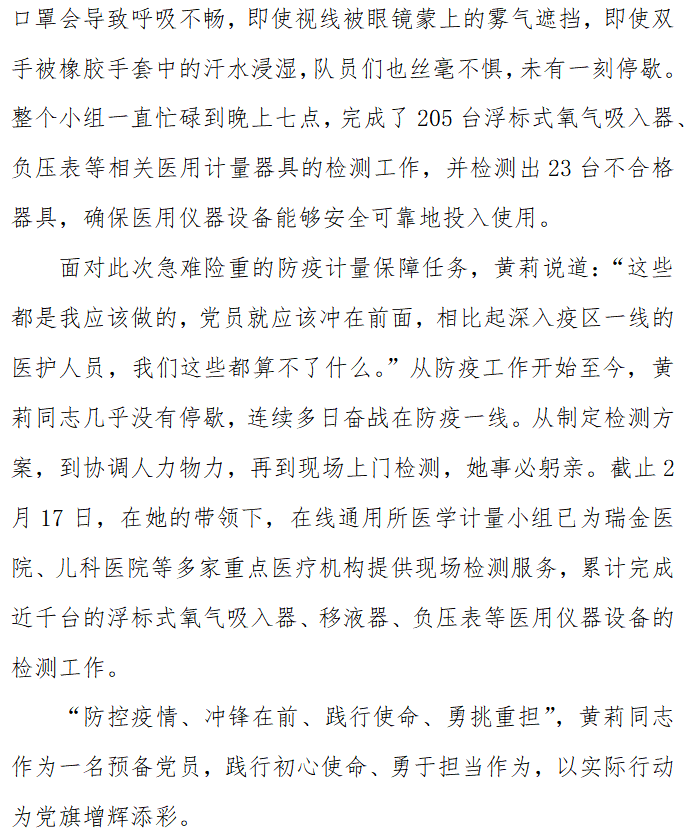 口罩会导致呼吸不畅，即使视线被眼镜蒙上的雾气遮挡，即使双
手被橡胶手套中的汗水浸湿，队员们也丝毫不惧，未有一刻停歇。
整个小组一直忙碌到晚上七点，完成了 205 台浮标式氧气吸入器、
负压表等相关医用计量器具的检测工作，并检测出 23 台不合格
器具，确保医用仪器设备能够安全可靠地投入使用。
面对此次急难险重的防疫计量保障任务，黄莉说道：“这些
都是我应该做的，党员就应该冲在前面，相比起深入疫区一线的
医护人员，我们这些都算不了什么。”从防疫工作开始至今，黄
莉同志几乎没有停歇，连续多日奋战在防疫一线。从制定检测方
案，到协调人力物力，再到现场上门检测，她事必躬亲。截止 2
月 17 日，在她的带领下，在线通用所医学计量小组已为瑞金医
院、儿科医院等多家重点医疗机构提供现场检测服务，累计完成
近千台的浮标式氧气吸入器、移液器、负压表等医用仪器设备的
检测工作。
“防控疫情、冲锋在前、践行使命、勇挑重担”，黄莉同志
作为一名预备党员，践行初心使命、勇于担当作为，以实际行动
为党旗增辉添彩。